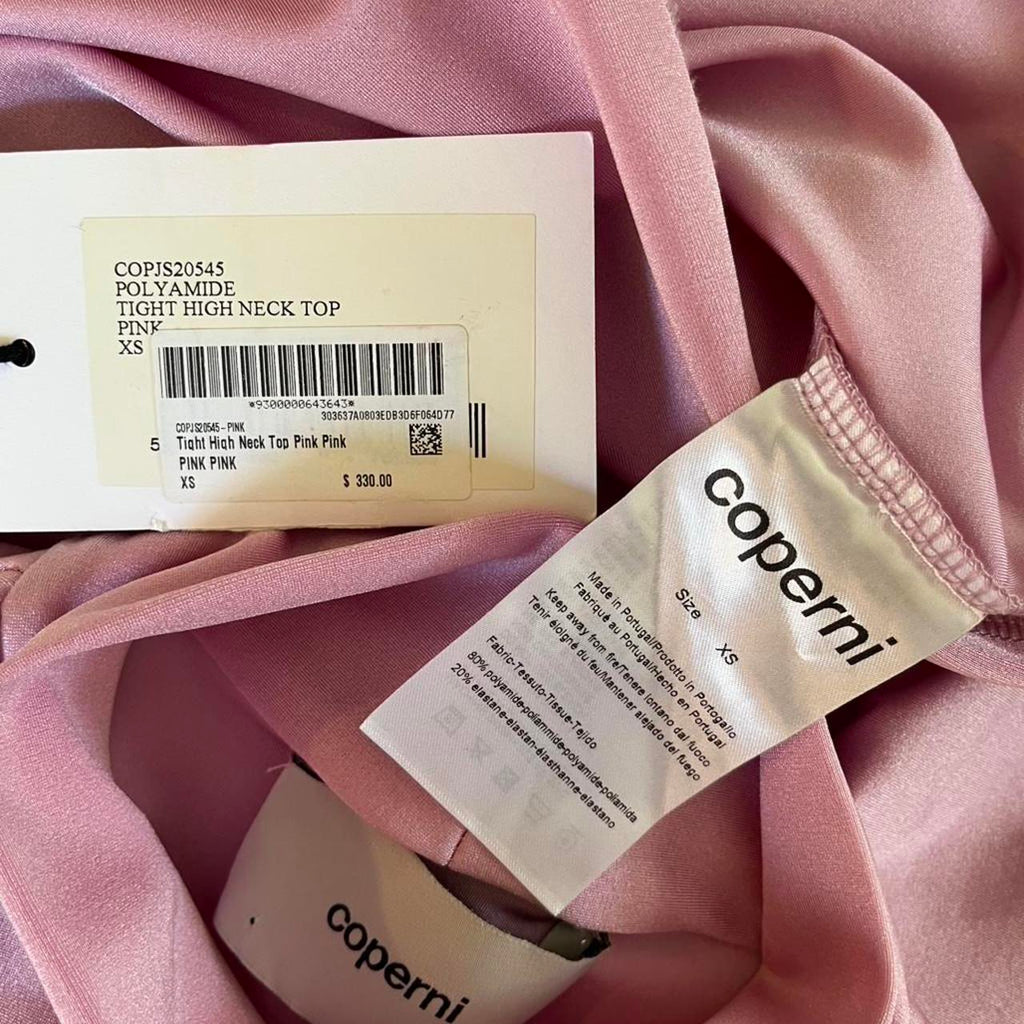 COPJS20545
POLYAMIDE
TIGHT HIGH NECK TOP
PINK
XS
*9300000643643*
303637A0803EDB3D6F064D77
COPJS20545-PINK
Tight High Neck Top Pink Pink
PINK PINK
XS $ 330.00
5
coperni
Size XS
Made in Portugal/Prodotto in Portogallo
Fabriqué au Portugal/Hecho en Portugal
Keep away from fire/Tenere lontano dal fuoco
Tenir éloigné du feu/Mantener alejado del fuego
Fabric-Tessuto-Tissue-Tejido
80% polyamide-poliammide-polyamide-poliamida
20% elastane-elastan-élasthanne-elastano
coperni